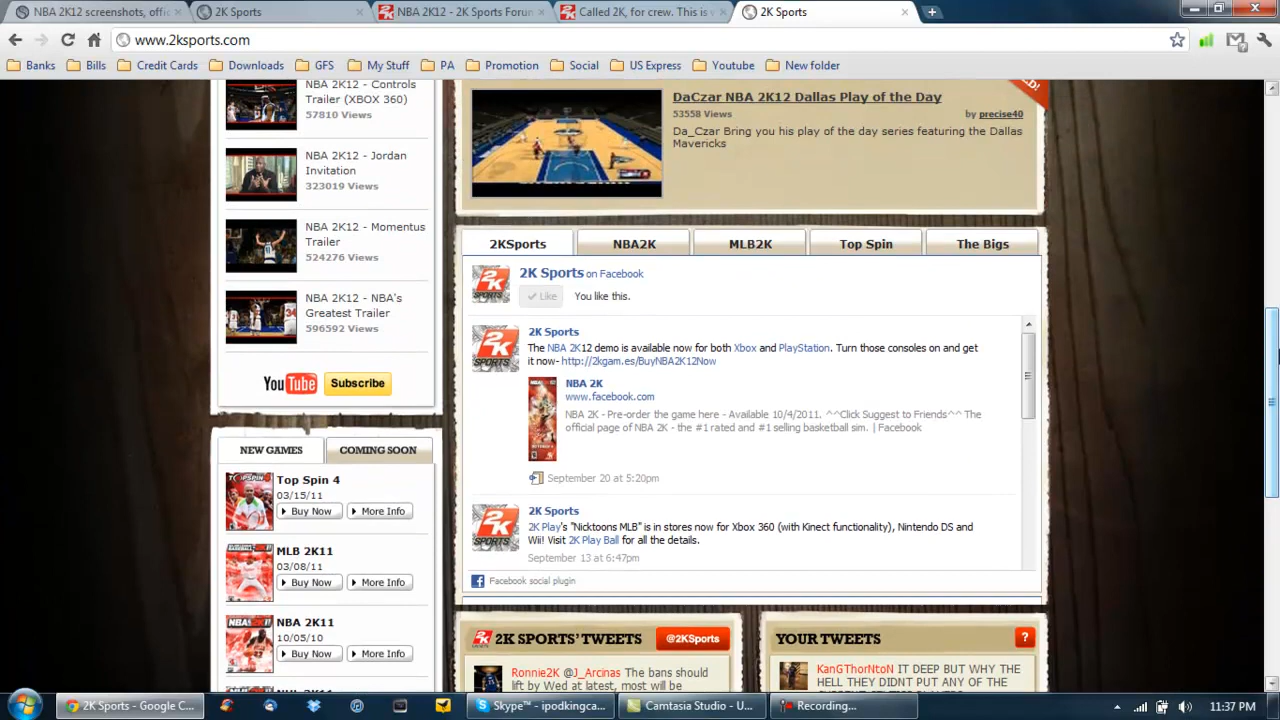 NBA 2K12 screenshots, offic
2K Sports
NBA 2K12 - 2K Sports Forum
Called 2K, for crew. This is v
2K Sports
www.2ksports.com
Banks
Bills
Credit Cards
Downloads
GFS
My Stuff
PA
Promotion
Social
US Express
Youtube
New folder
NBA 2K12 - Controls
Trailer (XBOX 360)
57810 Views
NBA 2K12 - Jordan
Invitation
323019 Views
NBA 2K12 - Momentus
Trailer
524276 Views
NBA 2K12 - NBA's
Greatest Trailer
596592 Views
YouTube Subscribe
NEW GAMES
COMING SOON
Top Spin 4
03/15/11
Buy Now
More Info
MLB 2K11
03/08/11
Buy Now
More Info
NBA 2K11
10/05/10
Buy Now
More Info
DaCzar NBA 2K12 Dallas Play of the Day
53558 Views
by precise40
Da_Czar Bring you his play of the day series featuring the Dallas
Mavericks
2KSports
NBA2K
MLB2K
Top Spin
The Bigs
2K Sports on Facebook
Like
You like this.
2K Sports
The NBA 2K12 demo is available now for both Xbox and PlayStation. Turn those consoles on and get
it now- http://2kgam.es/BuyNBA2K12Now
NBA 2K
www.facebook.com
NBA 2K - Pre-order the game here - Available 10/4/2011. ^^Click Suggest to Friends^^ The
official page of NBA 2K - the #1 rated and #1 selling basketball sim. | Facebook
September 20 at 5:20pm
2K Sports
2K Play's "Nicktoons MLB" is in stores now for Xbox 360 (with Kinect functionality), Nintendo DS and
Wii! Visit 2K Play Ball for all the details.
September 13 at 6:47pm
Facebook social plugin
2K SPORTS' TWEETS
@2KSports
Ronnie2K @J_Arcinas The bans should
lift by Wed at latest, most will be
YOUR TWEETS
?
KanGThorNtoN IT DEEP BUT WHY THE
HELL THEY DIDNT PUT ANY OF THE
2K Sports - Google C...
Skype™ - ipodkingca...
Camtasia Studio - U...
Recording...
11:37 PM